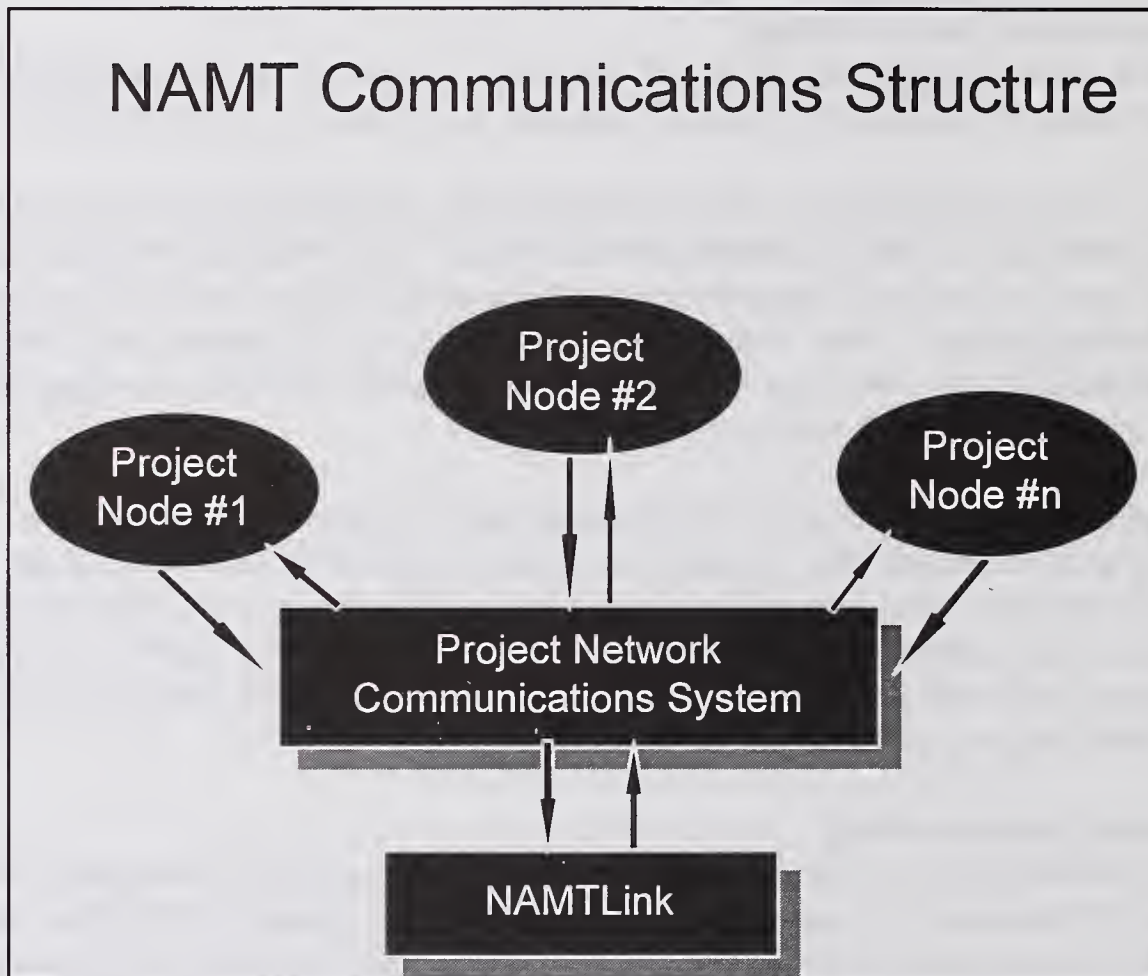 NAMT Communications Structure
Project
Node #2
Project
Node #1
Project
Node #n
Project Network
Communications System
NAMTLink